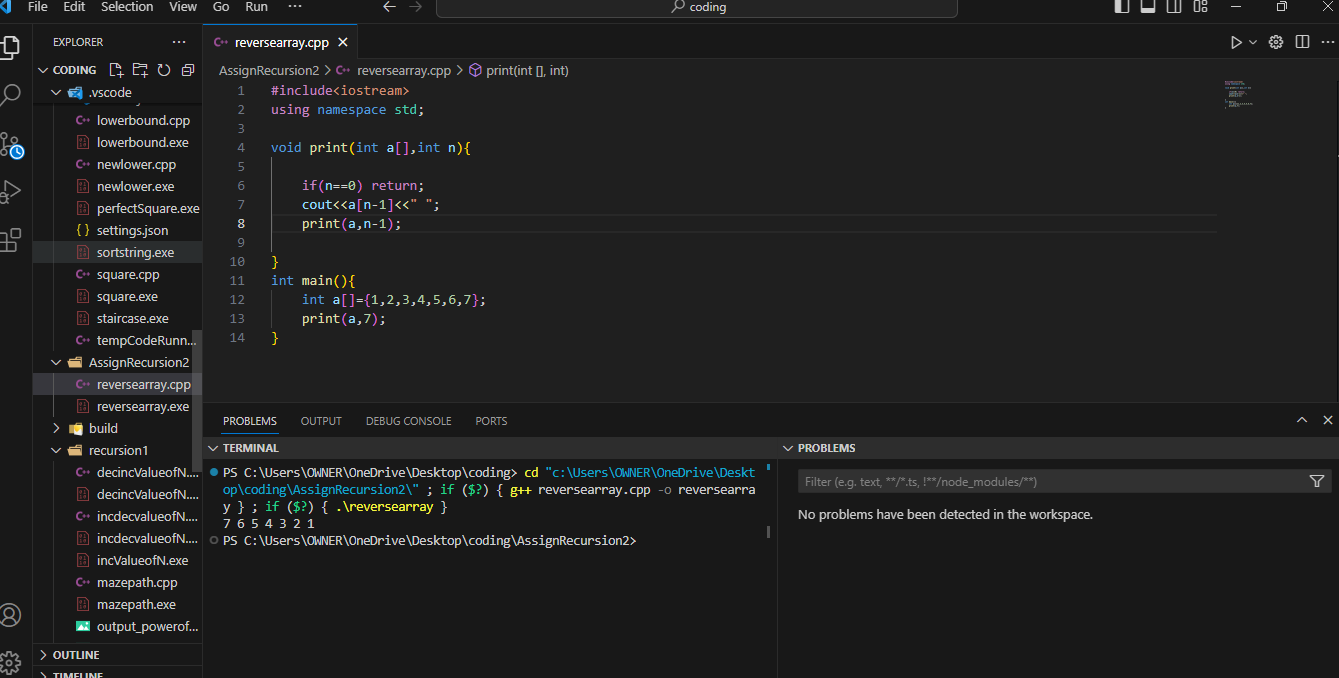 File Edit Selection View Go Run ··· coding
EXPLORER ···
CODING
.vscode
C++ lowerbound.cpp
lowerbound.exe
C++ newlower.cpp
newlower.exe
perfectSquare.exe
{ } settings.json
sortstring.exe
C++ square.cpp
square.exe
staircase.exe
C++ tempCodeRunn...
AssignRecursion2
C++ reversearray.cpp
reversearray.exe
build
recursion1
C++ decincValueofN....
decincValueofN....
C++ incdecvalueofN....
incdecvalueofN....
incValueofN.exe
C++ mazepath.cpp
mazepath.exe
output_powerof...
OUTLINE
TIMELINE
C++ reversearray.cpp
AssignRecursion2 > C++ reversearray.cpp > print(int [], int)
1 #include<iostream>
2 using namespace std;
3
4 void print(int a[],int n){
5
6 if(n==0) return;
7 cout<<a[n-1]<<" ";
8 print(a,n-1);
9
10 }
11 int main(){
12 int a[]={1,2,3,4,5,6,7};
13 print(a,7);
14 }
PROBLEMS OUTPUT DEBUG CONSOLE PORTS
TERMINAL
PS C:\Users\OWNER\OneDrive\Desktop\coding> cd "c:\Users\OWNER\OneDrive\Deskt
op\coding\AssignRecursion2\" ; if ($?) { g++ reversearray.cpp -o reversearra
y } ; if ($?) { .\reversearray }
7 6 5 4 3 2 1
PS C:\Users\OWNER\OneDrive\Desktop\coding\AssignRecursion2>
PROBLEMS
Filter (e.g. text, **/*.ts, !**/node_modules/**)
No problems have been detected in the workspace.